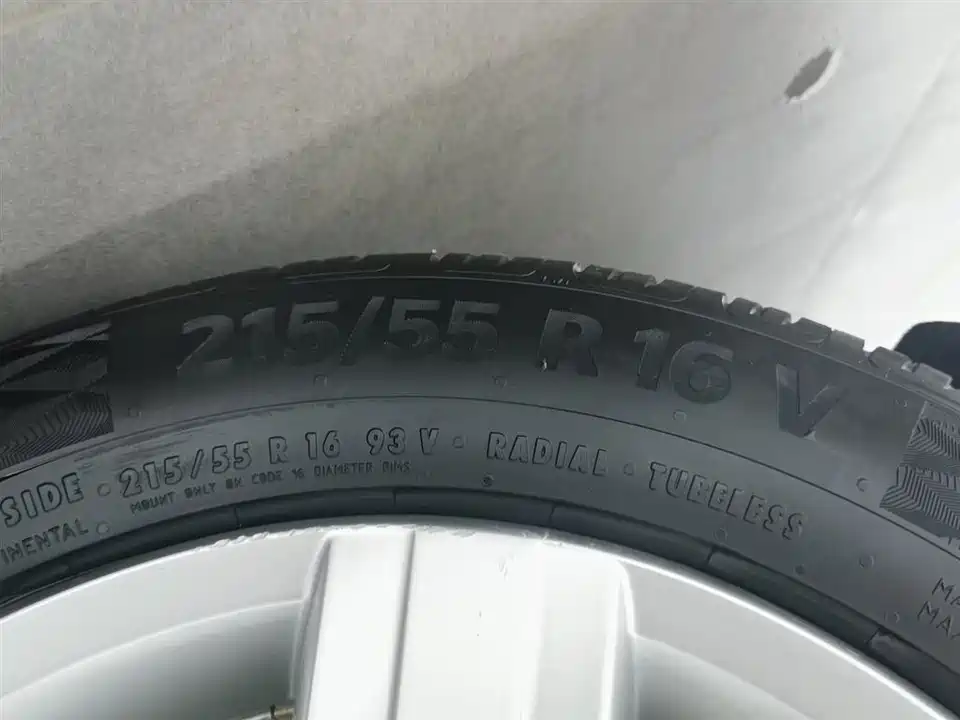 215/55 R 16 V
SIDE · 215/55 R 16 93 V · RADIAL · TUBELESS
MOUNT ONLY ON CODE 16 DIAMETER RIMS